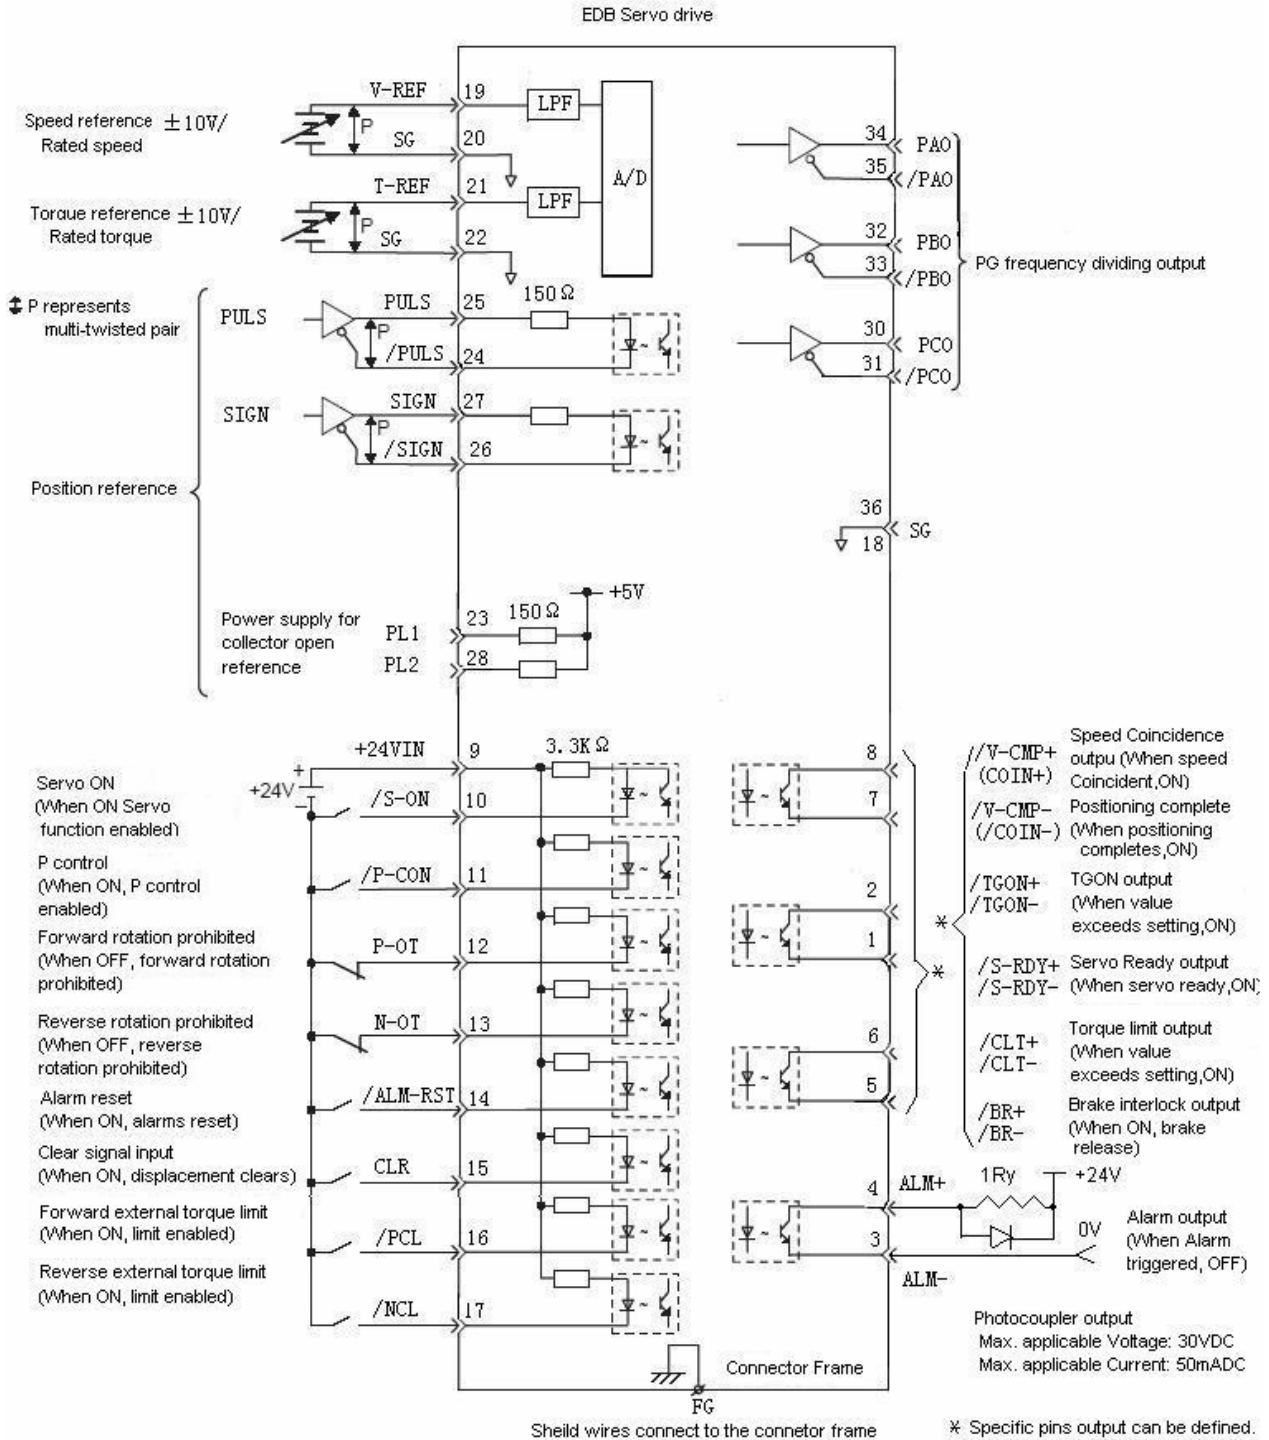 EDB Servo drive
V-REF 19
LPF
Speed reference ±10V/
Rated speed
P
SG 20
A/D
T-REF 21
LPF
Torque reference ±10V/
Rated torque
P
SG 22
34 PAO
35 /PAO
32 PBO
33 /PBO
30 PCO
31 /PCO
PG frequency dividing output
P represents
multi-twisted pair
PULS
PULS 25
150Ω
P
/PULS 24
SIGN
SIGN 27
P
/SIGN 26
Position reference
36
SG
18
+5V
Power supply for
collector open
reference
PL1 23
150Ω
PL2 28
+24VIN 9
3.3KΩ
+
+24V
−
Servo ON
(When ON Servo
function enabled)
/S-ON 10
P control
(When ON, P control
enabled)
/P-CON 11
Forward rotation prohibited
(When OFF, forward rotation
prohibited)
P-OT 12
Reverse rotation prohibited
(When OFF, reverse
rotation prohibited)
N-OT 13
Alarm reset
(When ON, alarms reset)
/ALM-RST 14
Clear signal input
(When ON, displacement clears)
CLR 15
Forward external torque limit
(When ON, limit enabled)
/PCL 16
Reverse external torque limit
(When ON, limit enabled)
/NCL 17
8
7
2
1
6
5
*
*
/V-CMP+
(COIN+)
Speed Coincidence
outpu (When speed
Coincident,ON)
/V-CMP-
(/COIN-)
Positioning complete
(When positioning
completes,ON)
/TGON+
/TGON-
TGON output
(When value
exceeds setting,ON)
/S-RDY+
/S-RDY-
Servo Ready output
(When servo ready,ON)
/CLT+
/CLT-
Torque limit output
(When value
exceeds setting,ON)
/BR+
/BR-
Brake interlock output
(When ON, brake
release)
4 ALM+
1Ry
+24V
3
ALM-
0V
Alarm output
(When Alarm
triggered, OFF)
Photocoupler output
Max. applicable Voltage: 30VDC
Max. applicable Current: 50mADC
Connector Frame
FG
Sheild wires connect to the connetor frame
* Specific pins output can be defined.